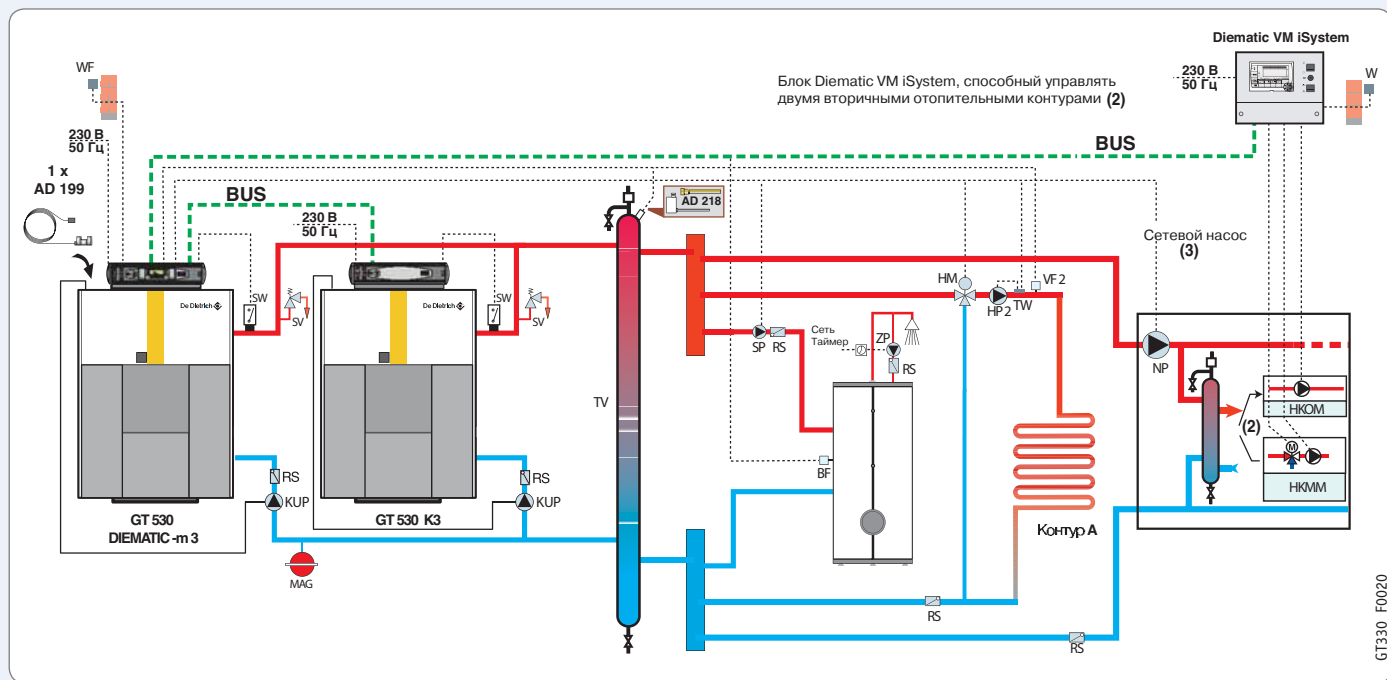 Diematic VM iSystem
WF
230 В
50 Гц
W
Блок Diematic VM iSystem, способный управлять
двумя вторичными отопительными контурами (2)
230 В
50 Гц
BUS
1 x
AD 199
BUS
AD 218
230 В
50 Гц
Сетевой насос
(3)
De Dietrich
SW
SV
De Dietrich
SW
SV
HM
VF 2
HP 2
TW
Сеть
Таймер
ZP
SP
RS
RS
NP
TV
HKOM
(2)
M
HKMM
BF
RS
KUP
RS
KUP
GT 530
DIEMATIC -m 3
GT 530 K3
Контур А
MAG
RS
RS
GT330 F0020